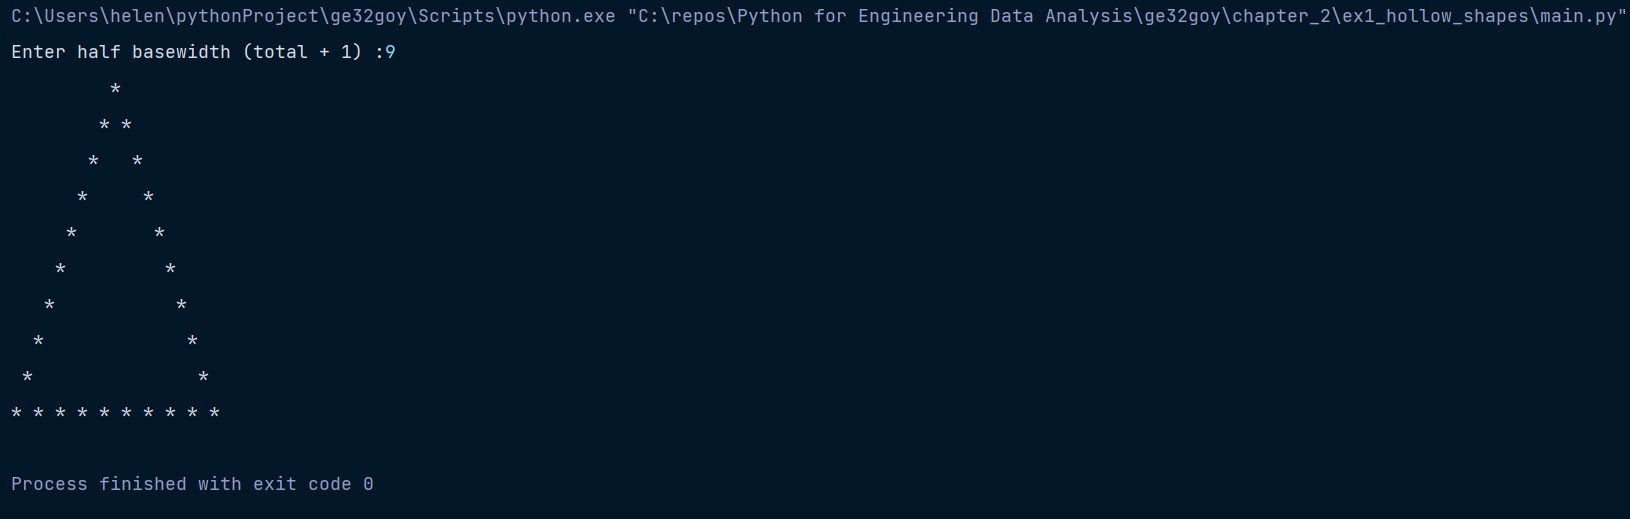 C:\Users\helen\pythonProject\ge32goy\Scripts\python.exe "C:\repos\Python for Engineering Data Analysis\ge32goy\chapter_2\ex1_hollow_shapes\main.py"
Enter half basewidth (total + 1) :9
         *
        * *
       *   *
      *     *
     *       *
    *         *
   *           *
  *             *
 *               *
* * * * * * * * * *
Process finished with exit code 0